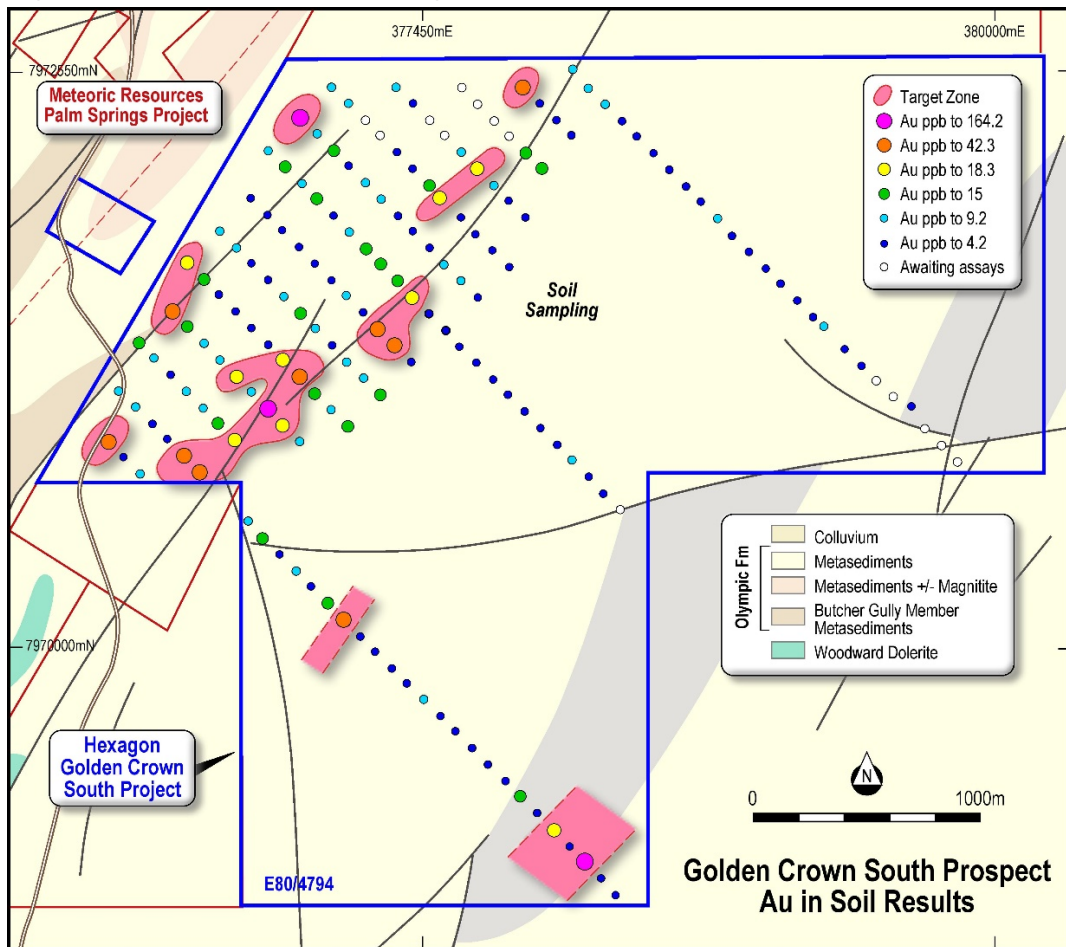 377450mE
380000mE
7972550mN
Meteoric Resources
Palm Springs Project
Target Zone
Au ppb to 164.2
Au ppb to 42.3
Au ppb to 18.3
Au ppb to 15
Au ppb to 9.2
Au ppb to 4.2
Awaiting assays
Soil
Sampling
Olympic Fm
Colluvium
Metasediments
Metasediments +/- Magnitite
Butcher Gully Member
Metasediments
Woodward Dolerite
7970000mN
Hexagon
Golden Crown
South Project
N
0 1000m
E80/4794
Golden Crown South Prospect
Au in Soil Results